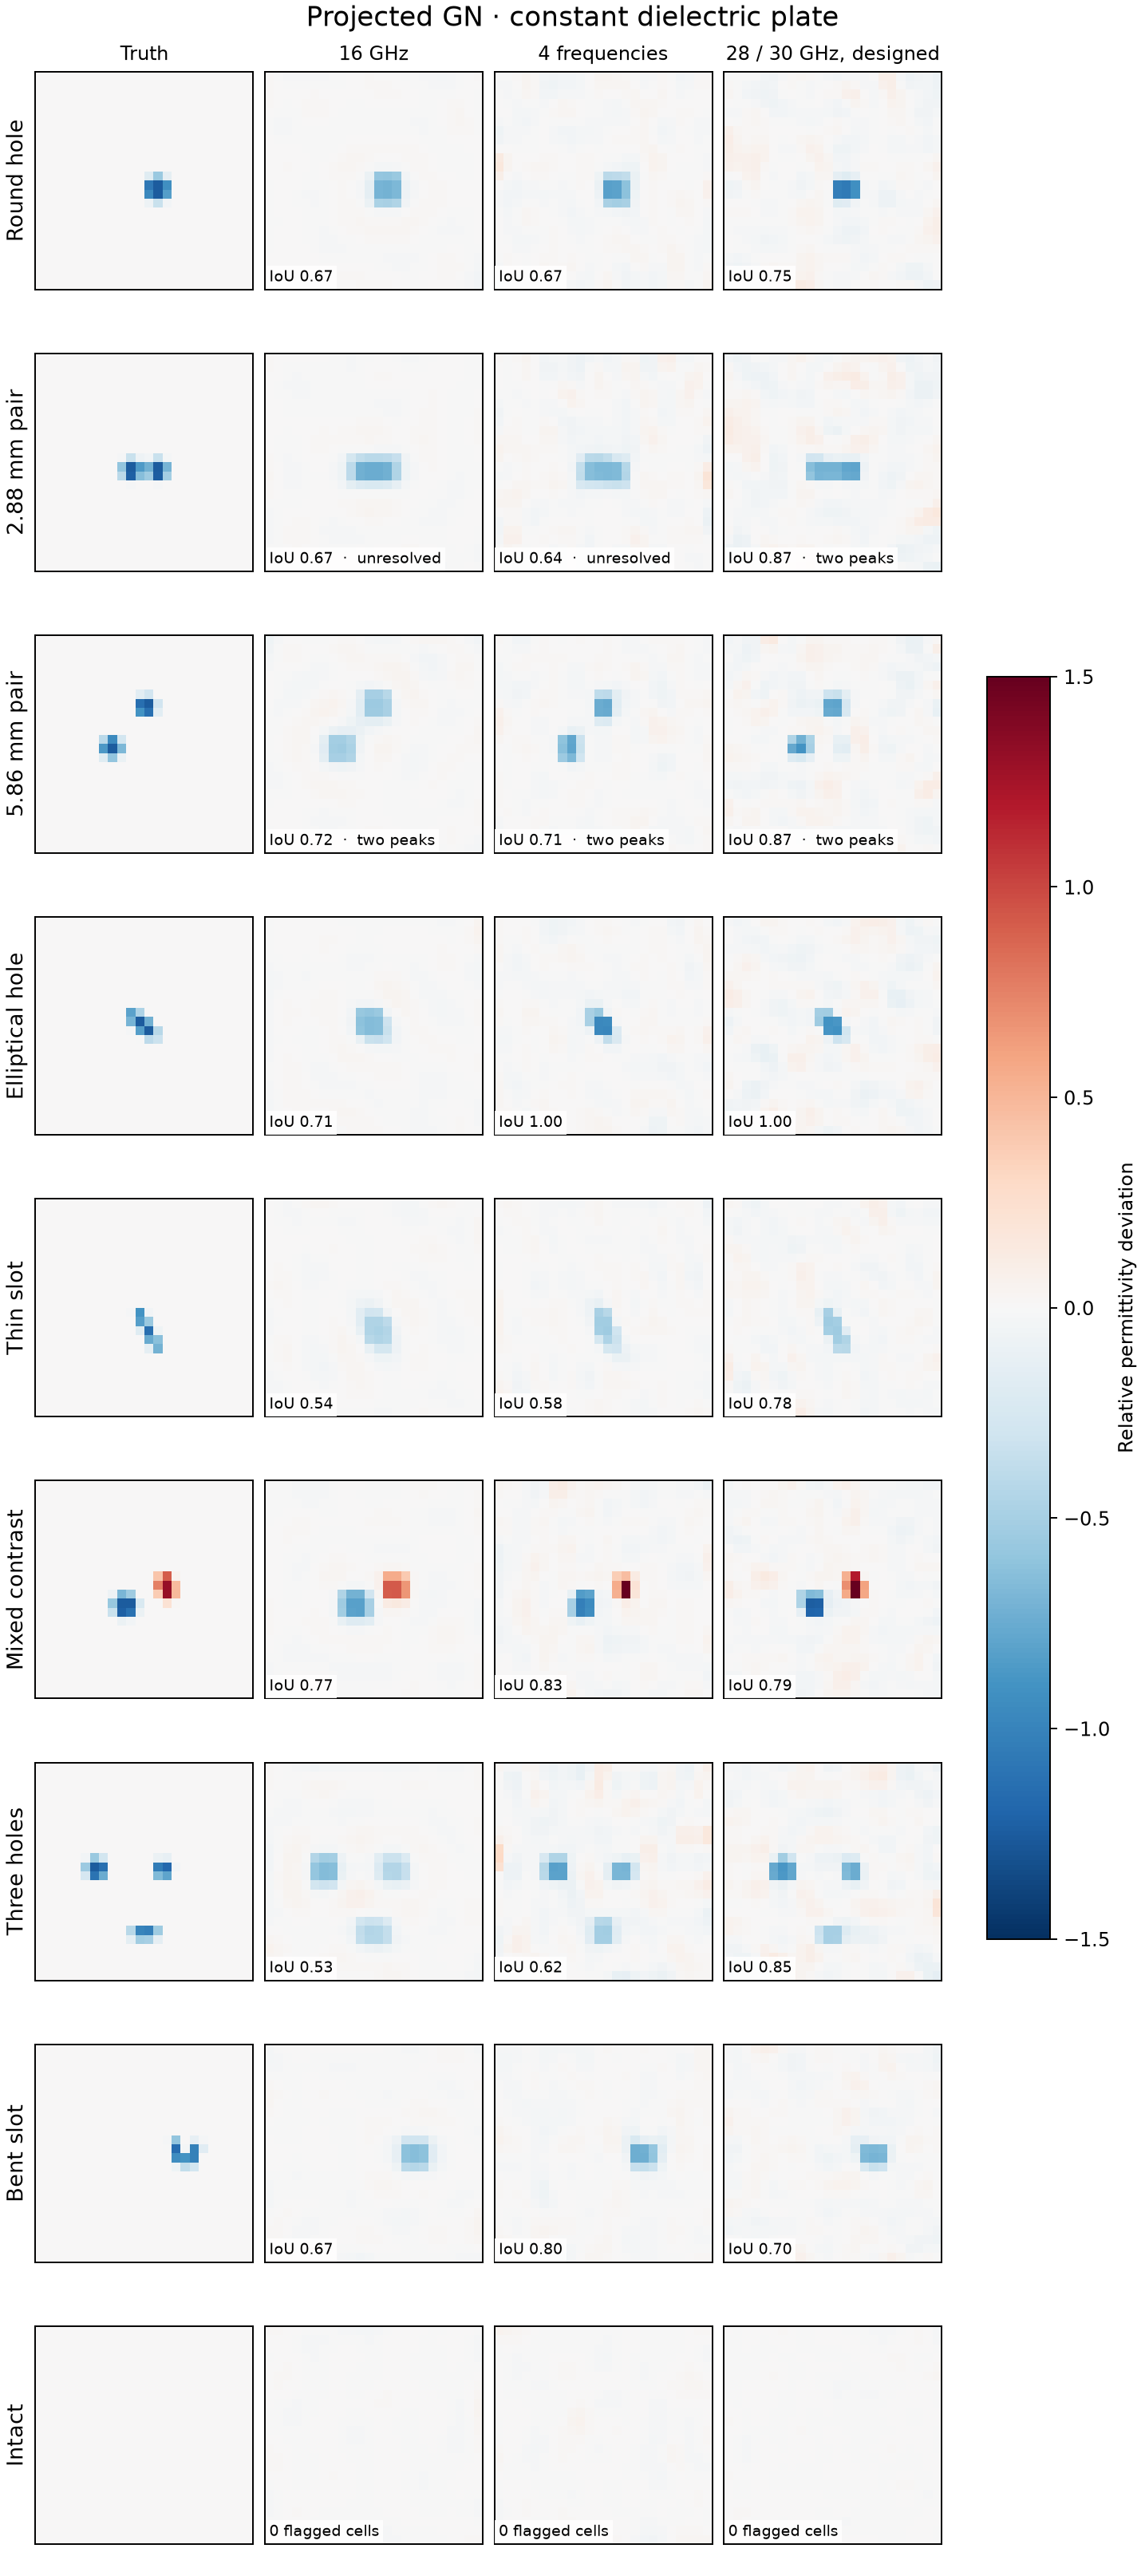 Projected GN · constant dielectric plate
Truth
16 GHz
4 frequencies
28 / 30 GHz, designed
Round hole
IoU 0.67
IoU 0.67
IoU 0.75
2.88 mm pair
IoU 0.67 · unresolved
IoU 0.64 · unresolved
IoU 0.87 · two peaks
5.86 mm pair
IoU 0.72 · two peaks
IoU 0.71 · two peaks
IoU 0.87 · two peaks
Elliptical hole
IoU 0.71
IoU 1.00
IoU 1.00
Thin slot
IoU 0.54
IoU 0.58
IoU 0.78
Mixed contrast
IoU 0.77
IoU 0.83
IoU 0.79
Three holes
IoU 0.53
IoU 0.62
IoU 0.85
Bent slot
IoU 0.67
IoU 0.80
IoU 0.70
Intact
0 flagged cells
0 flagged cells
0 flagged cells
1.5
1.0
0.5
0.0
−0.5
−1.0
−1.5
Relative permittivity deviation